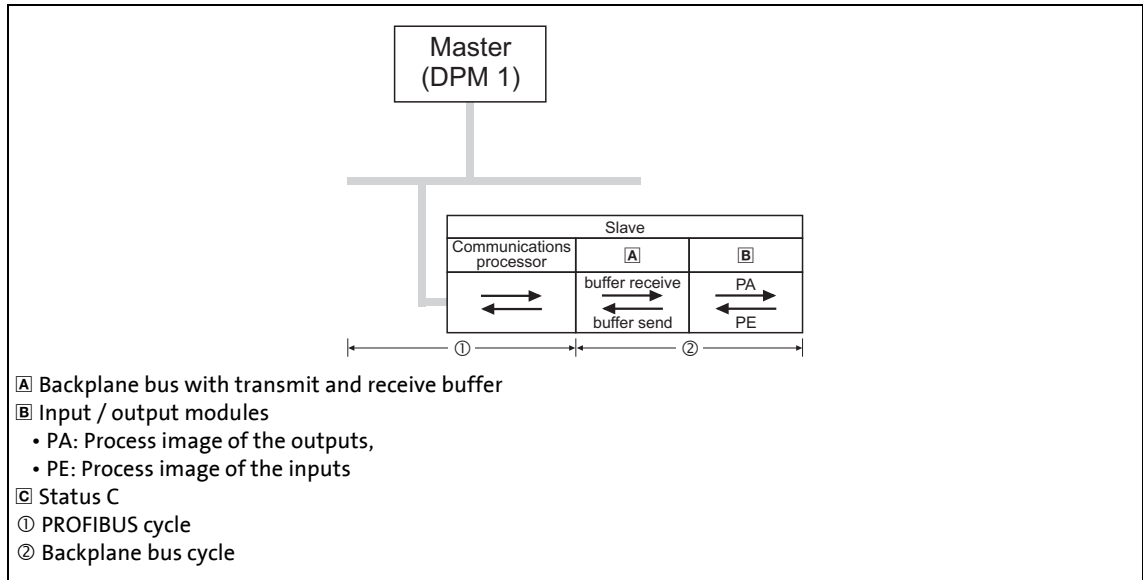 Master
(DPM 1)
Slave
Communications
processor
A
B
buffer receive
buffer send
PA
PE
①
②
A Backplane bus with transmit and receive buffer
B Input / output modules
• PA: Process image of the outputs,
• PE: Process image of the inputs
C Status C
① PROFIBUS cycle
② Backplane bus cycle